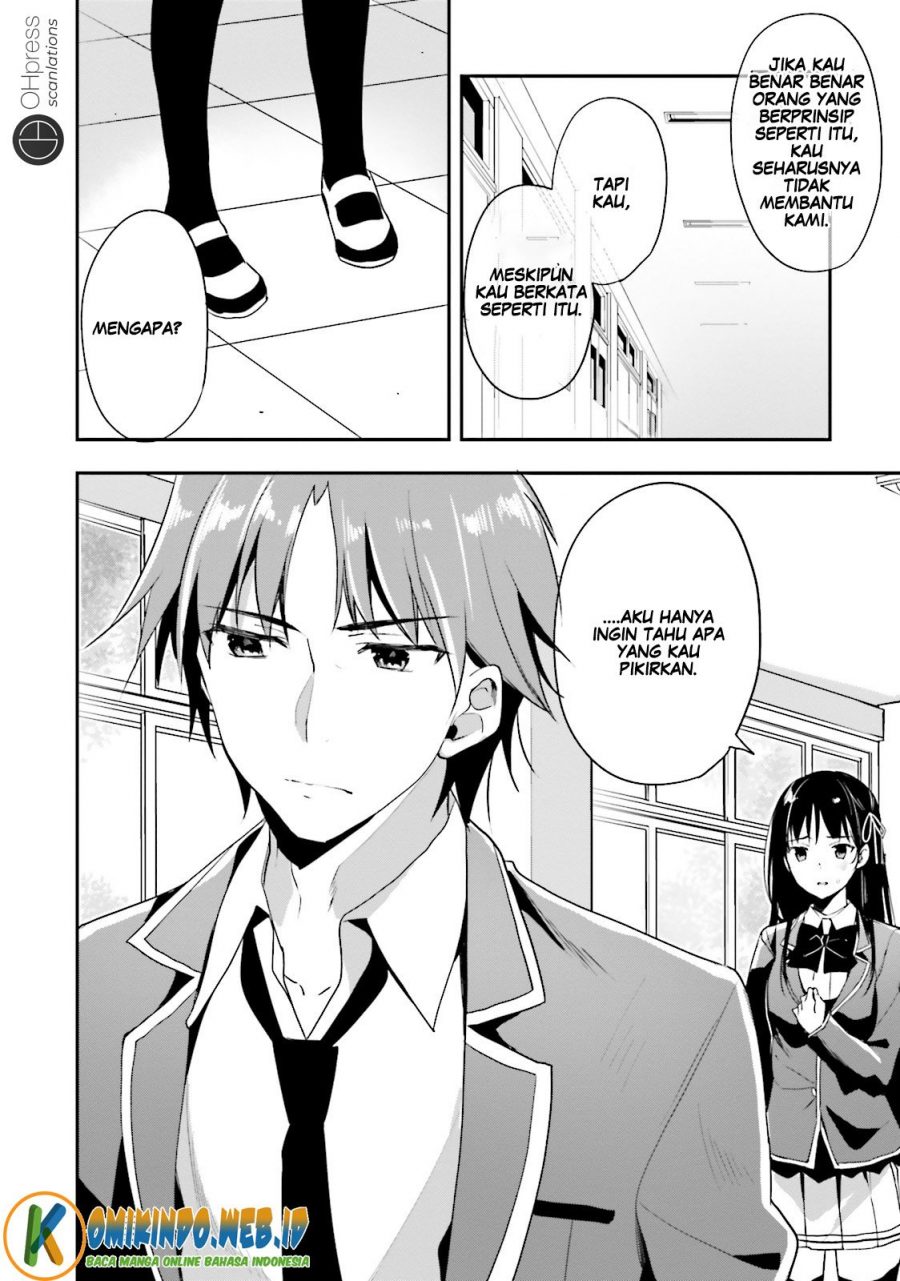 OHpress
scanlations
JIKA KAU
BENAR BENAR
ORANG YANG
BERPRINSIP
SEPERTI ITU,
KAU
SEHARUSNYA
TIDAK
MEMBANTU
KAMI.
TAPI
KAU,
MESKIPUN
KAU BERKATA
SEPERTI ITU.
MENGAPA?
....AKU HANYA
INGIN TAHU APA
YANG KAU
PIKIRKAN.
KOMIKINDO.WEB.ID
BACA MANGA ONLINE BAHASA INDONESIA